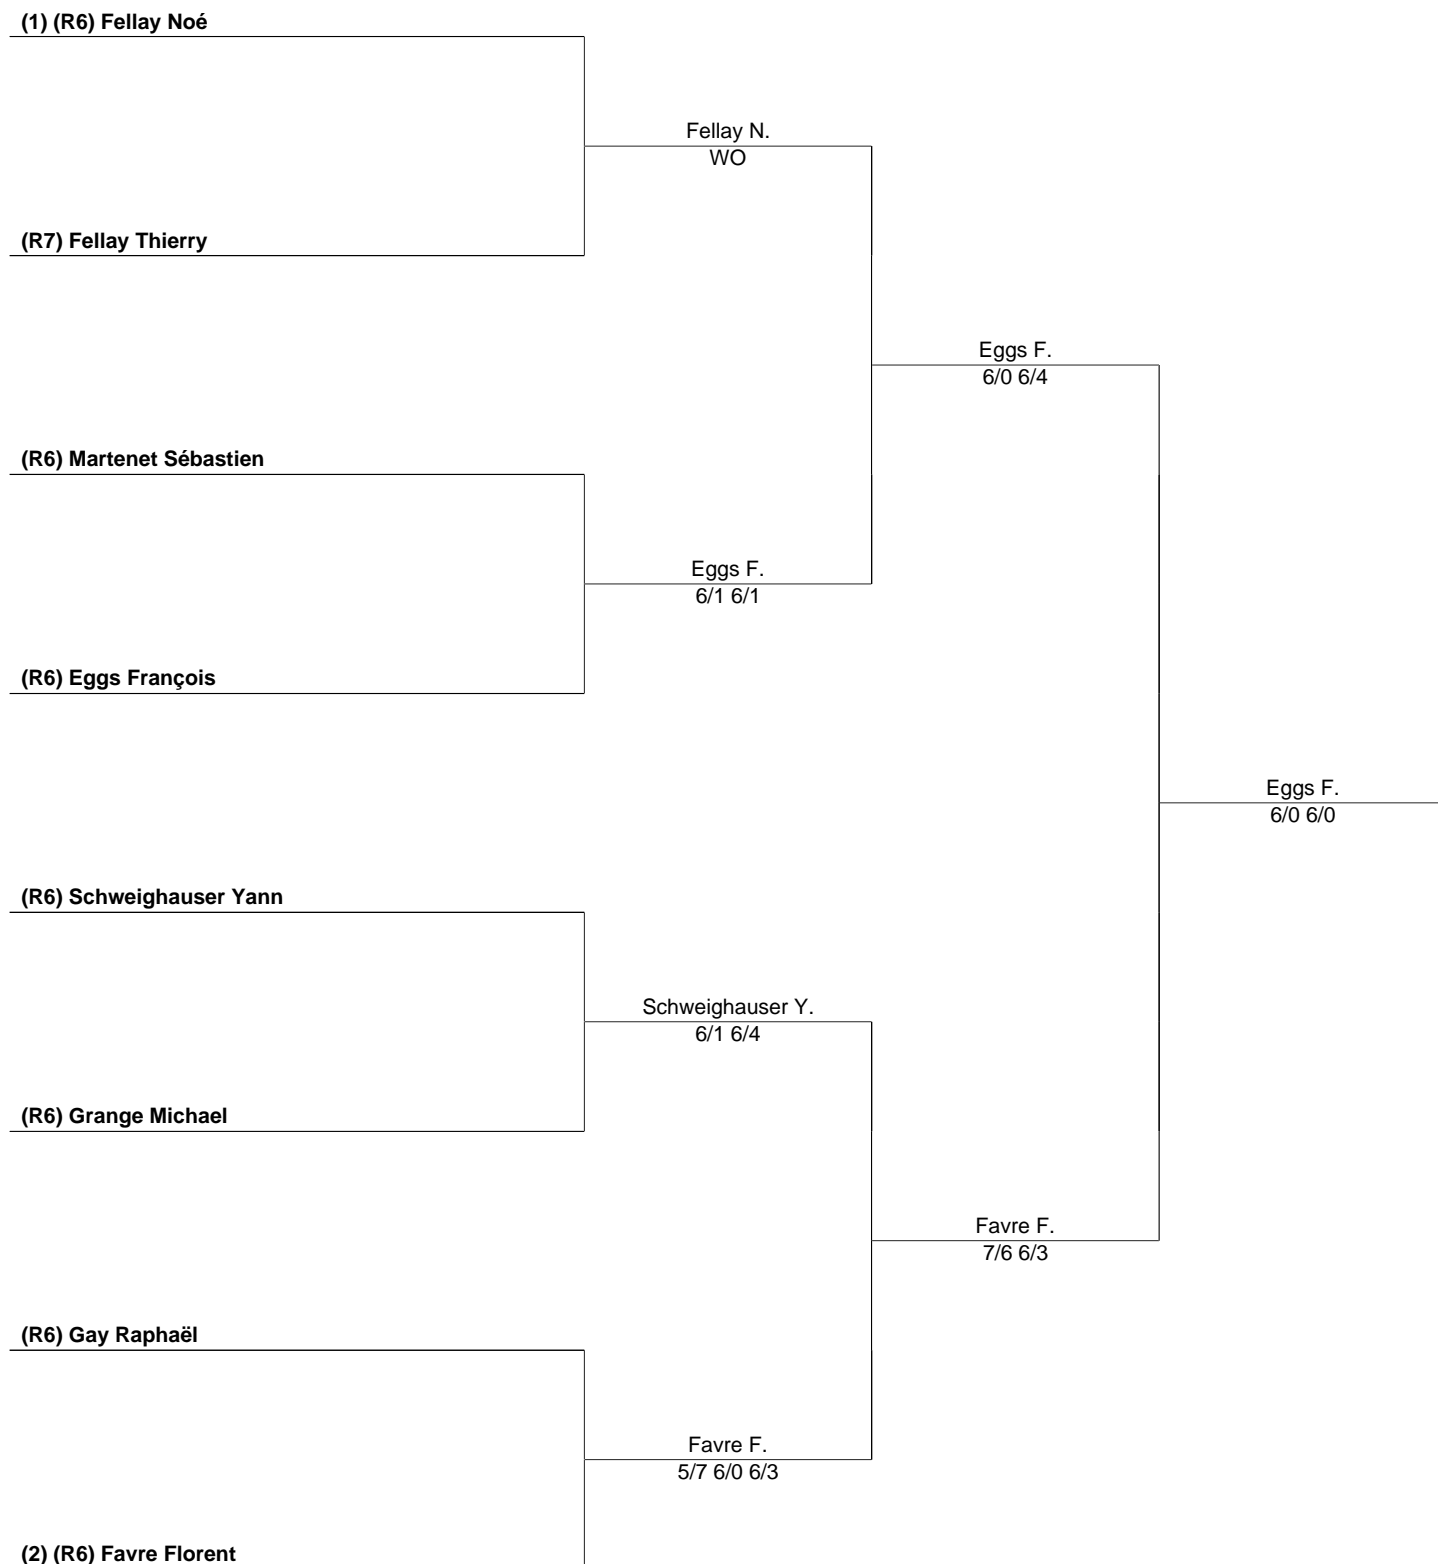 (1) (R6) Fellay Noé
Fellay N.
WO
(R7) Fellay Thierry
Eggs F.
6/0 6/4
(R6) Martenet Sébastien
Eggs F.
6/1 6/1
(R6) Eggs François
Eggs F.
6/0 6/0
(R6) Schweighauser Yann
Schweighauser Y.
6/1 6/4
(R6) Grange Michael
Favre F.
7/6 6/3
(R6) Gay Raphaël
Favre F.
5/7 6/0 6/3
(2) (R6) Favre Florent